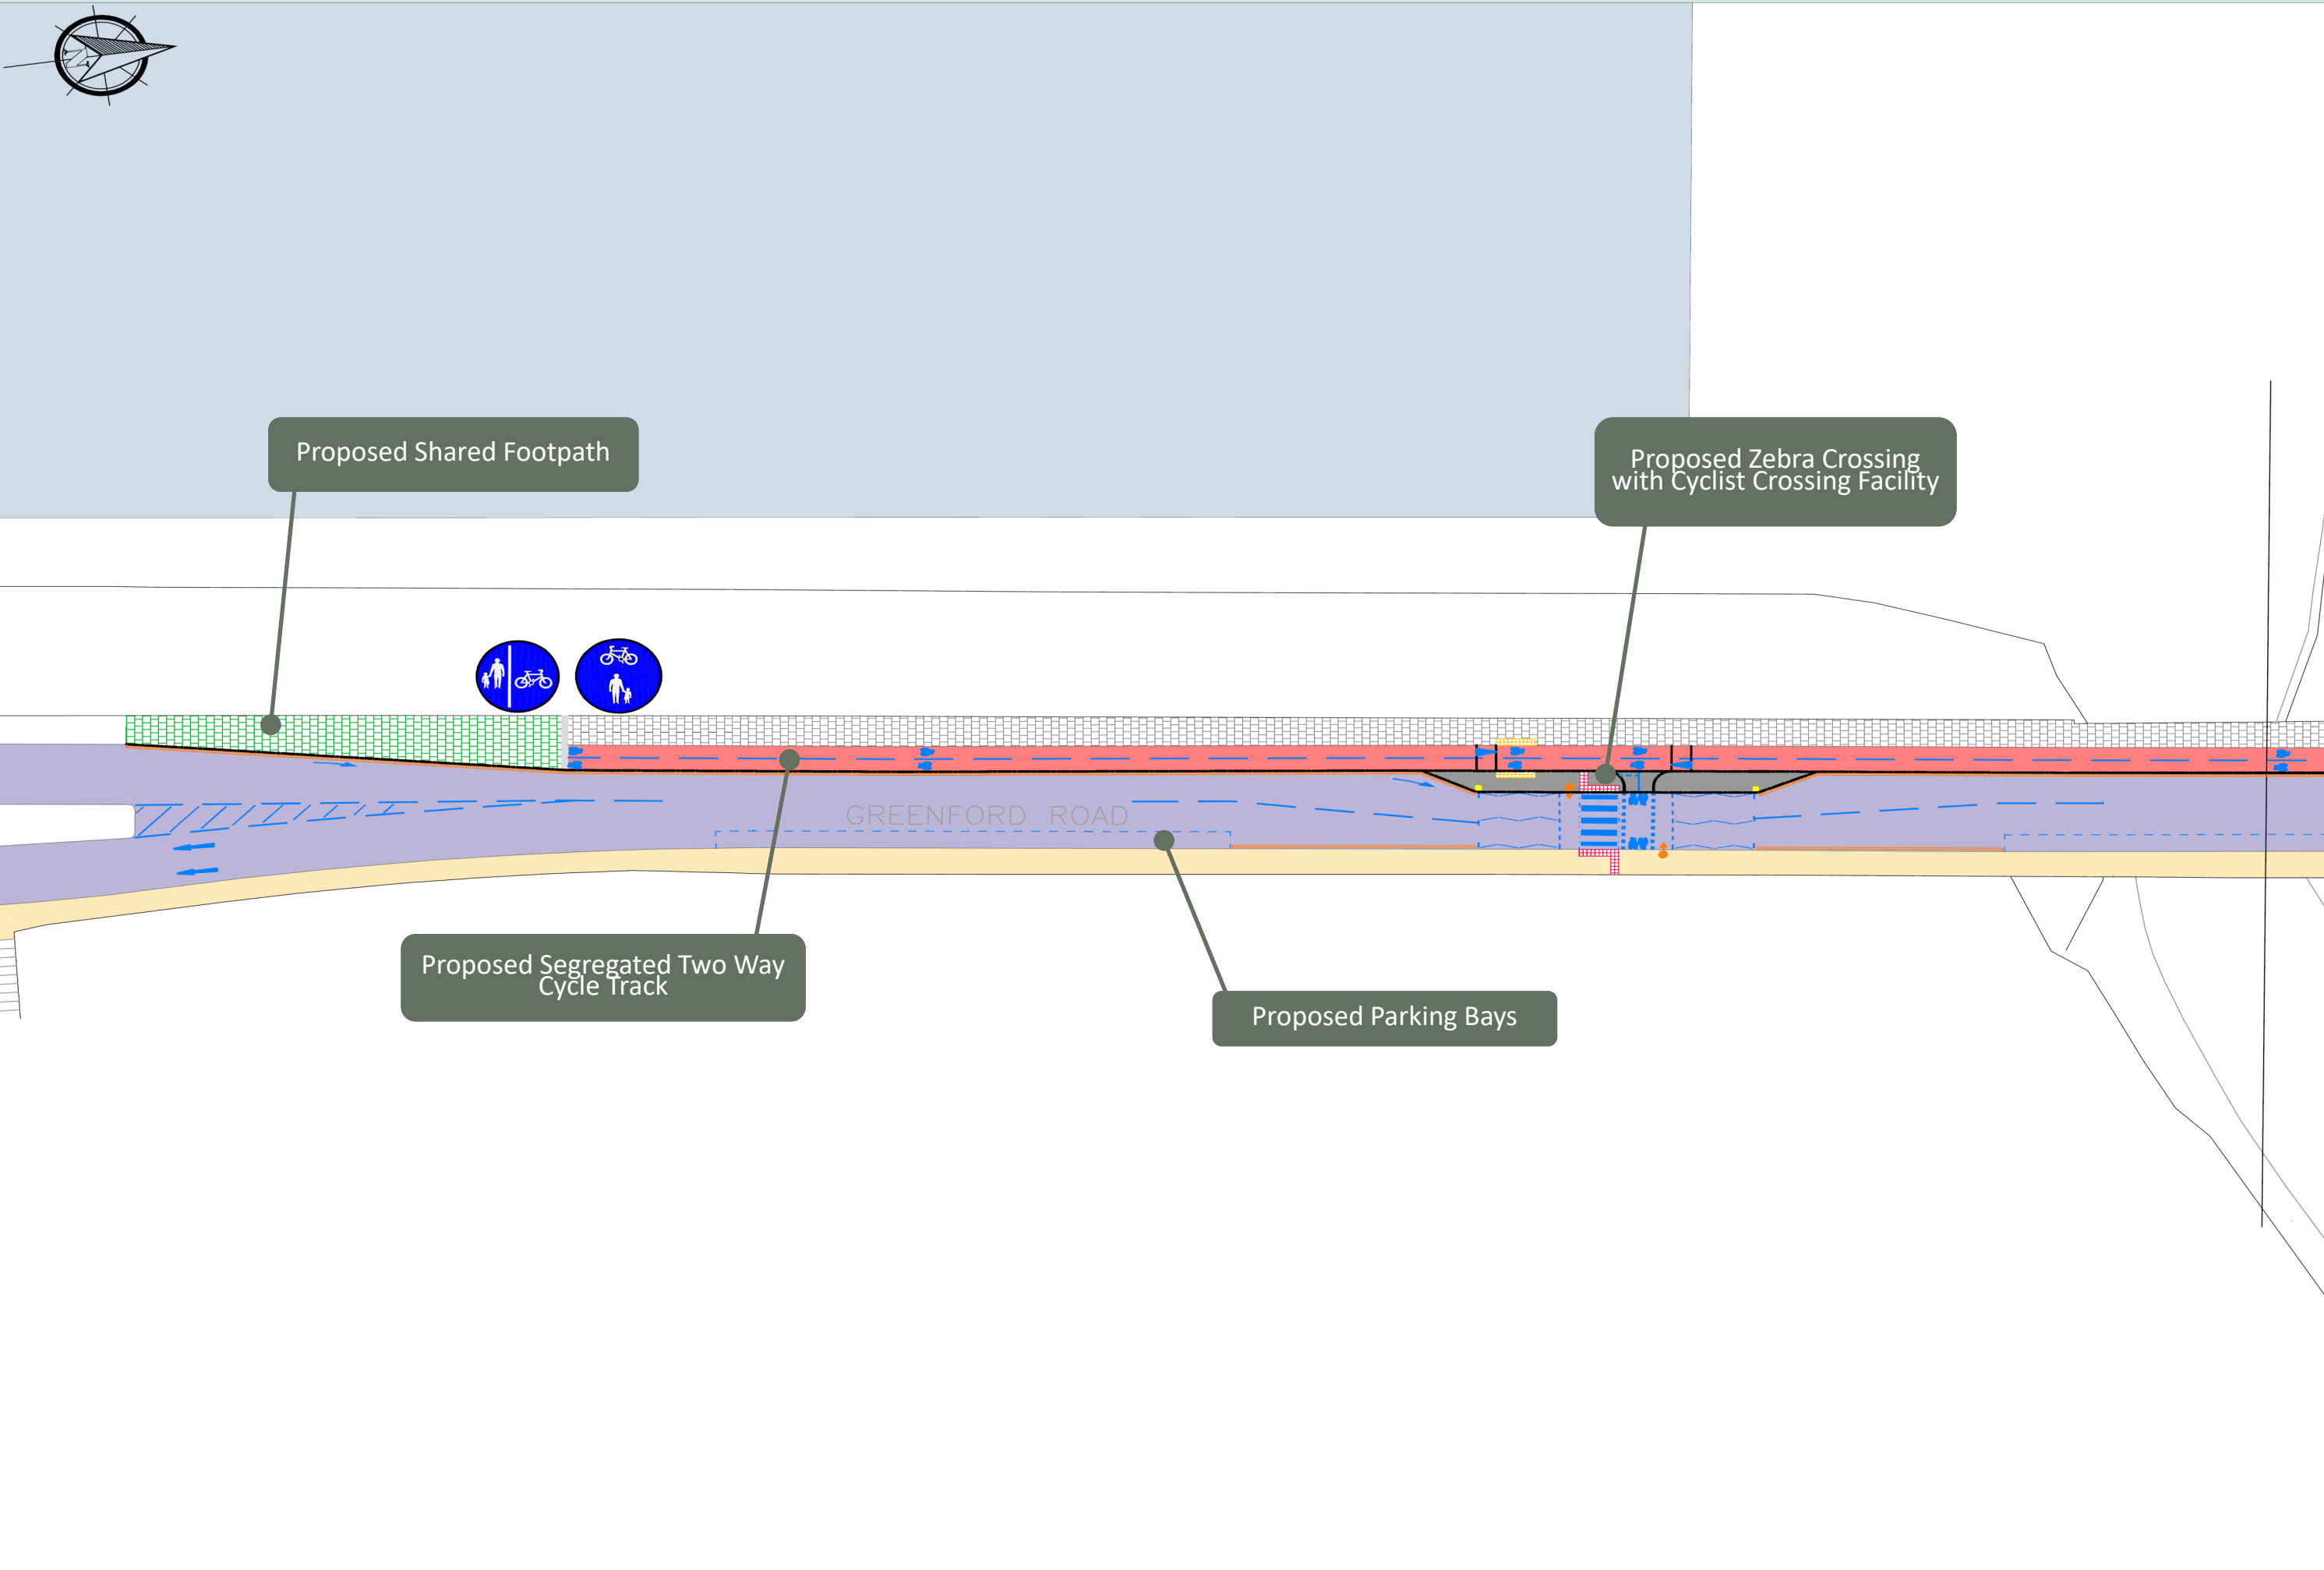 N
Proposed Shared Footpath
Proposed Zebra Crossing
with Cyclist Crossing Facility
GREENFORD ROAD
Proposed Segregated Two Way
Cycle Track
Proposed Parking Bays